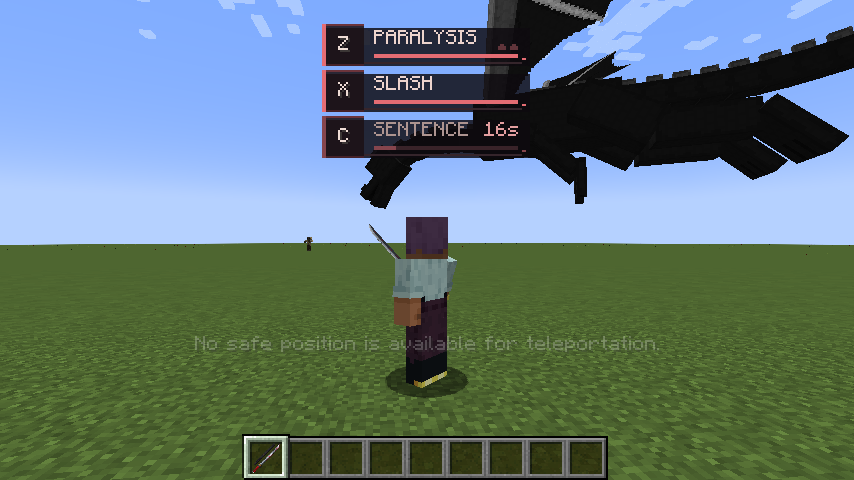 Z PARALYSIS
X SLASH
C SENTENCE 16s
No safe position is available for teleportation.